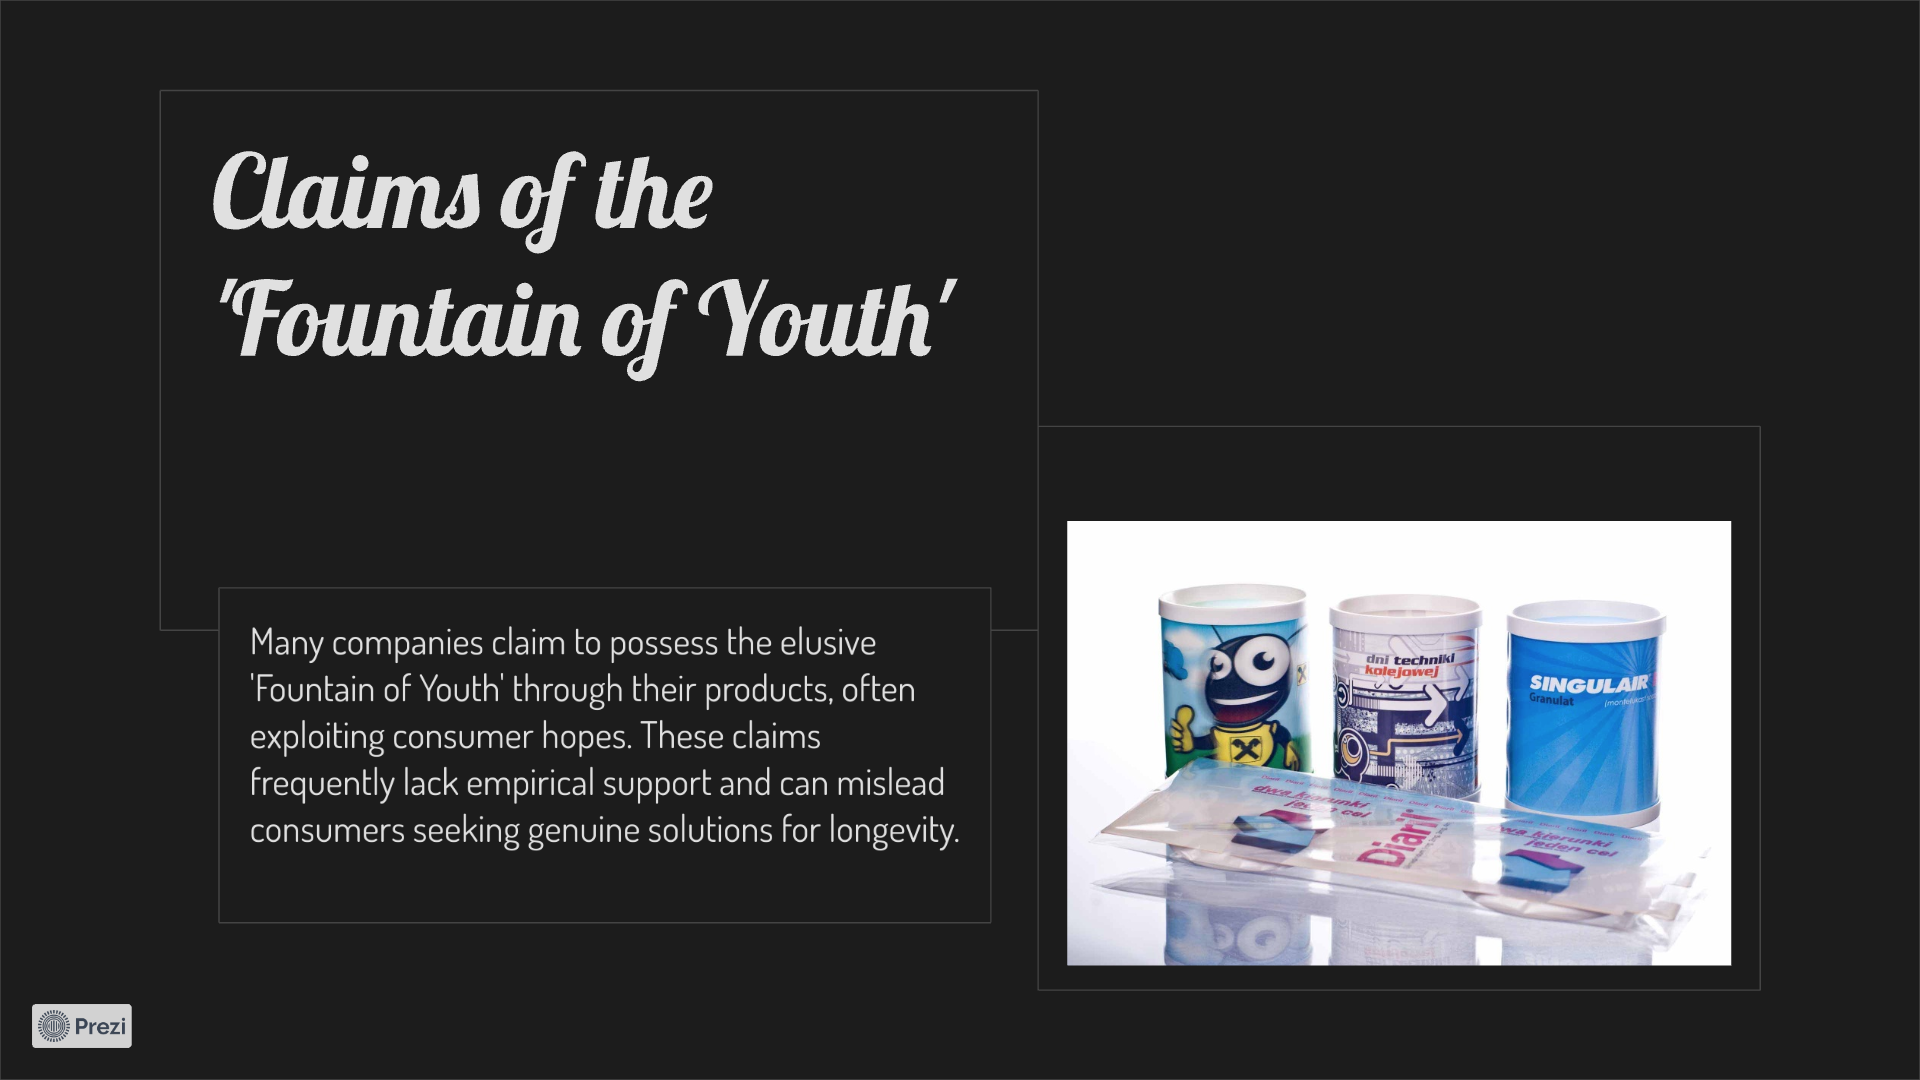 Claims of the
'Fountain of Youth'
Many companies claim to possess the elusive
'Fountain of Youth' through their products, often
exploiting consumer hopes. These claims
frequently lack empirical support and can mislead
consumers seeking genuine solutions for longevity.
dni techniki
kolejowej
SINGULAIR
Granulat
dwa kierunki
jeden cel
dwa kierunki
jeden cel
Prezi